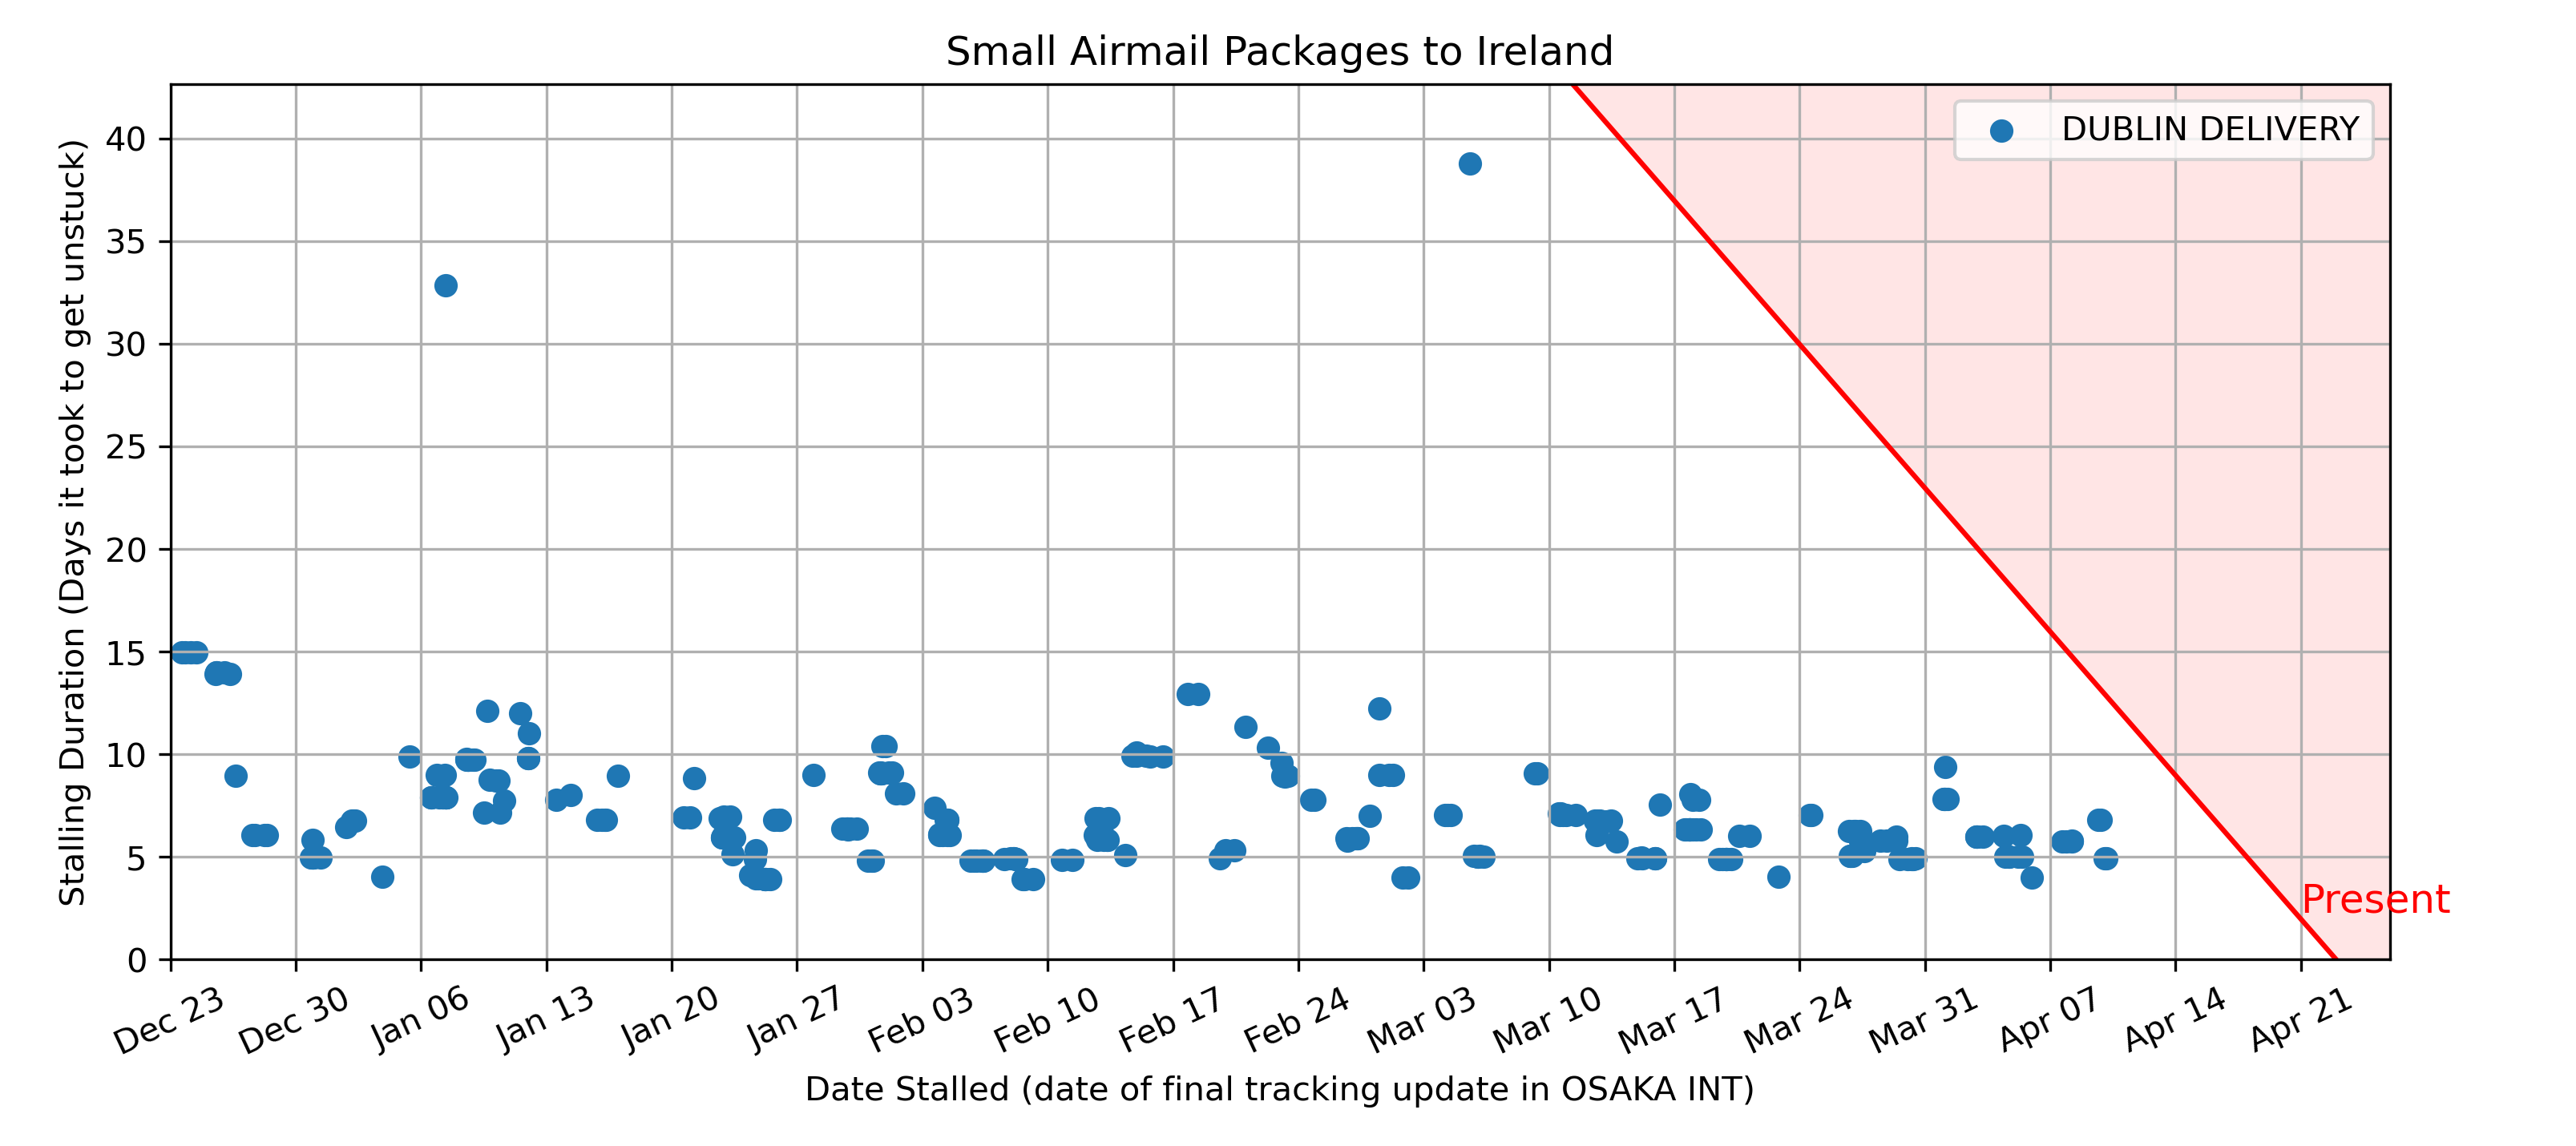 Small Airmail Packages to Ireland
DUBLIN DELIVERY
Stalling Duration (Days it took to get unstuck)
40
35
30
25
20
15
10
5
0
Present
Dec 23
Dec 30
Jan 06
Jan 13
Jan 20
Jan 27
Feb 03
Feb 10
Feb 17
Feb 24
Mar 03
Mar 10
Mar 17
Mar 24
Mar 31
Apr 07
Apr 14
Apr 21
Date Stalled (date of final tracking update in OSAKA INT)